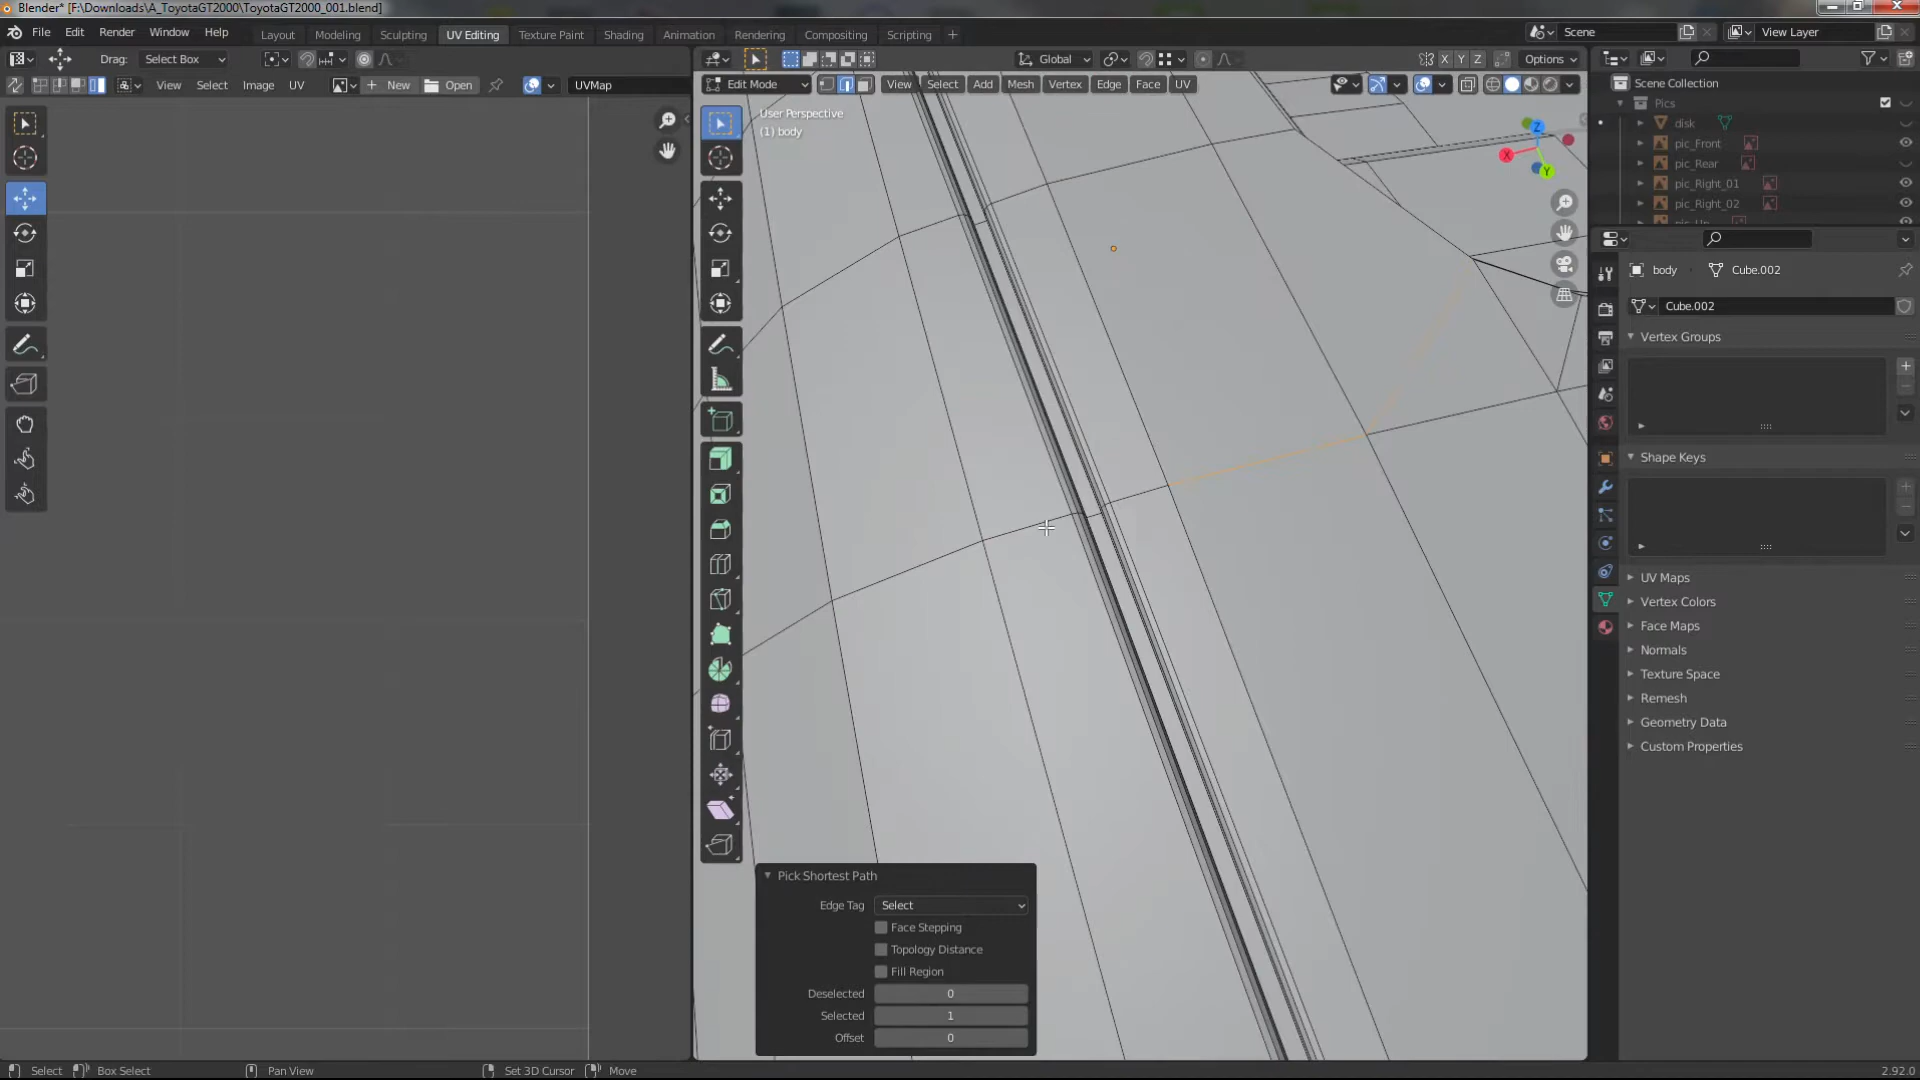 Blender* [F:\Downloads\A_ToyotaGT2000\ToyotaGT2000_001.blend]
File Edit Render Window Help Layout Modeling Sculpting UV Editing Texture Paint Shading Animation Rendering Compositing Scripting + Scene View Layer
Drag: Select Box Global X Y Z Options
View Select Image UV + New Open UVMap Edit Mode View Select Add Mesh Vertex Edge Face UV
User Perspective
(1) body
Z
X
Y
Scene Collection
Pics
disk
pic_Front
pic_Rear
pic_Right_01
pic_Right_02
body Cube.002
Cube.002
Vertex Groups
Shape Keys
UV Maps
Vertex Colors
Face Maps
Normals
Texture Space
Remesh
Geometry Data
Custom Properties
Pick Shortest Path
Edge Tag Select
Face Stepping
Topology Distance
Fill Region
Deselected 0
Selected 1
Offset 0
Select Box Select Pan View Set 3D Cursor Move 2.92.0